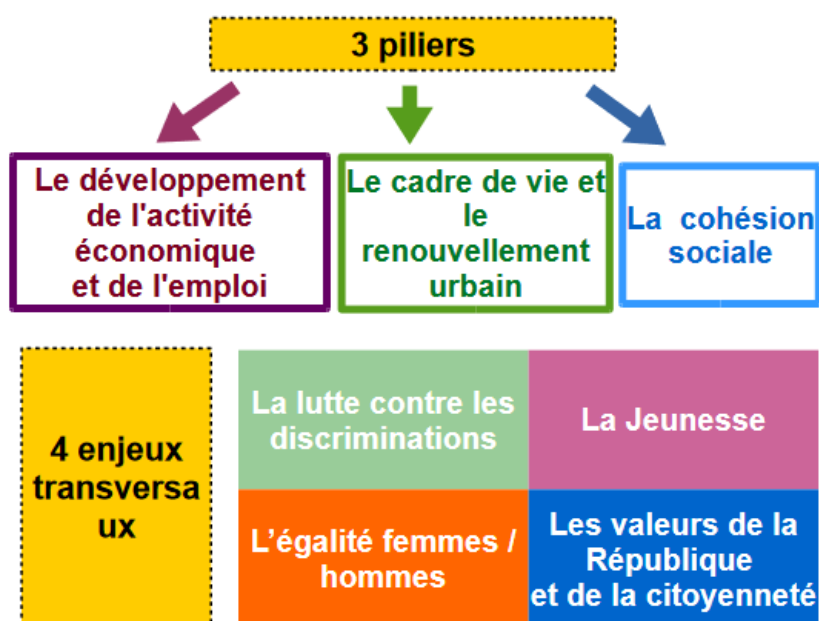 3 piliers
Le développement
de l'activité
économique
et de l'emploi
Le cadre de vie et
le
renouvellement
urbain
La cohésion
sociale
4 enjeux
transversa
ux
La lutte contre les
discriminations
La Jeunesse
L'égalité femmes /
hommes
Les valeurs de la
République
et de la citoyenneté